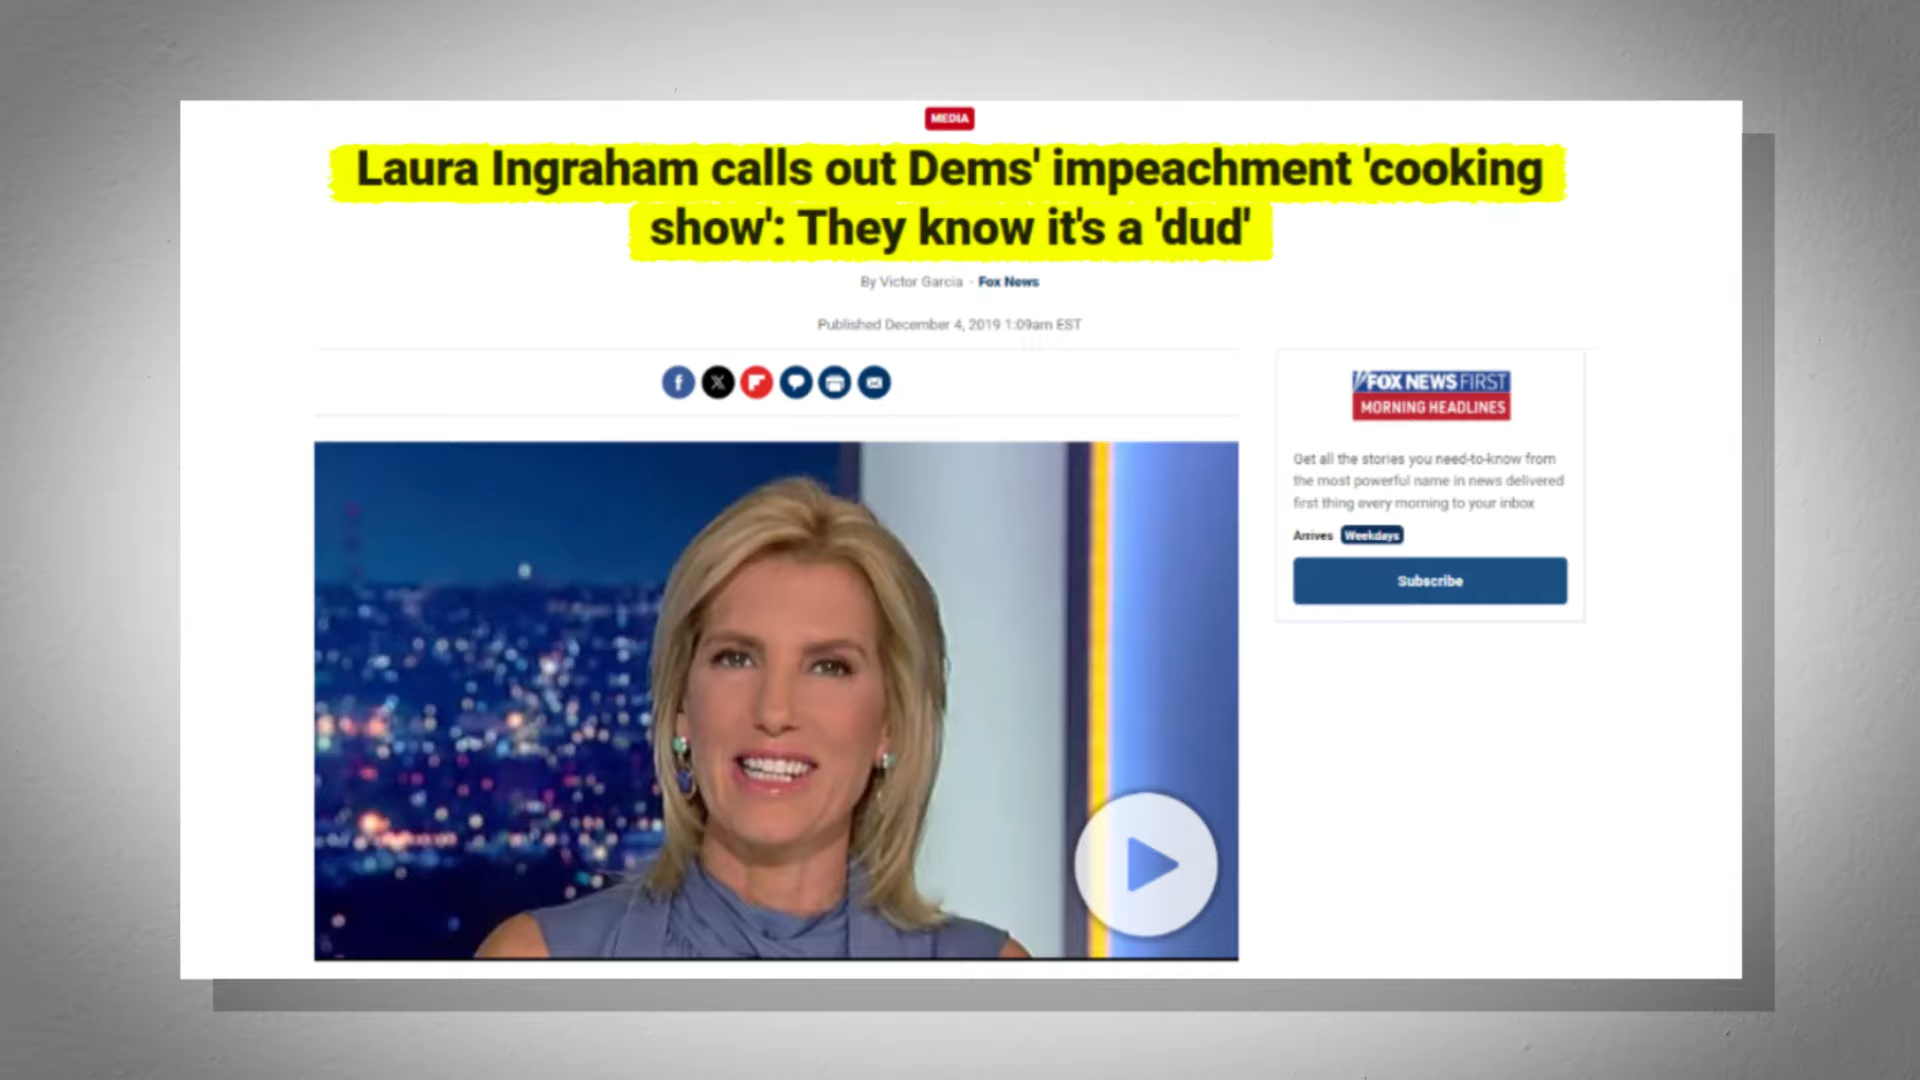 MEDIA
Laura Ingraham calls out Dems' impeachment 'cooking
show': They know it's a 'dud'
By Victor Garcia - Fox News
Published December 4, 2019 1:09am EST
FOX NEWS FIRST
MORNING HEADLINES
Get all the stories you need-to-know from
the most powerful name in news delivered
first thing every morning to your inbox
Arrives Weekdays
Subscribe